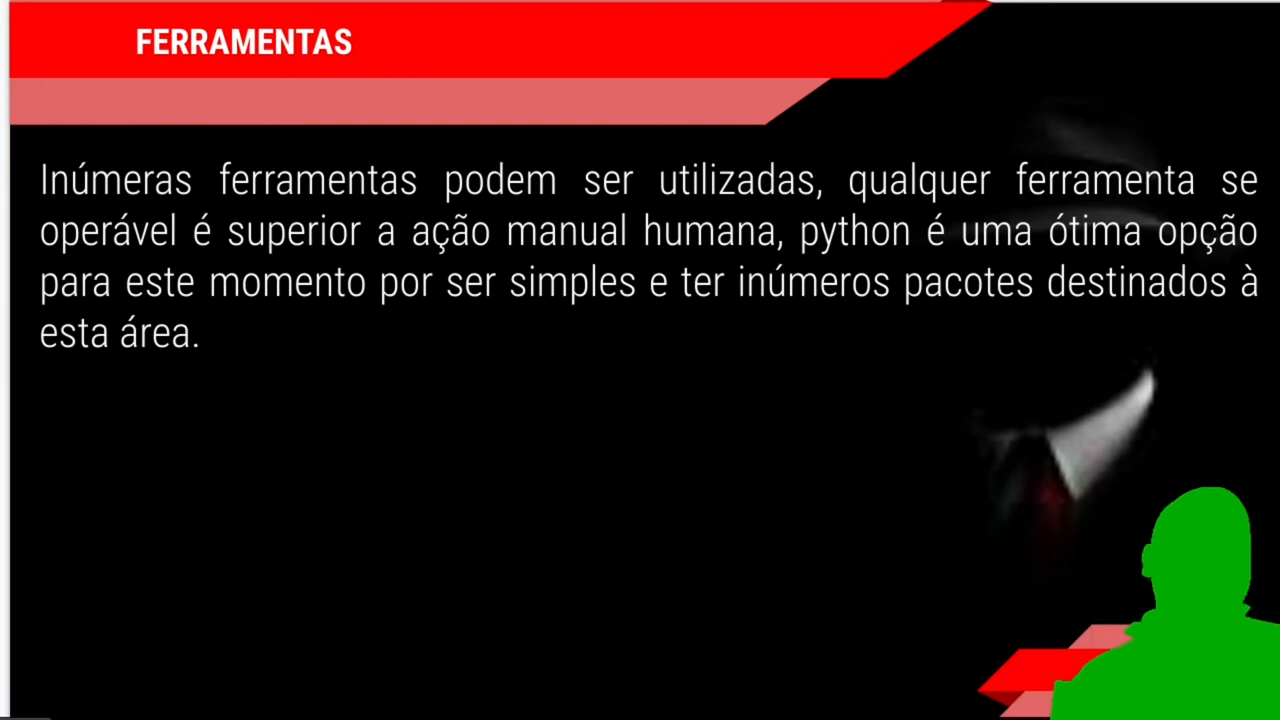 FERRAMENTAS
Inúmeras ferramentas podem ser utilizadas, qualquer ferramenta se
operável é superior a ação manual humana, python é uma ótima opção
para este momento por ser simples e ter inúmeros pacotes destinados à
esta área.